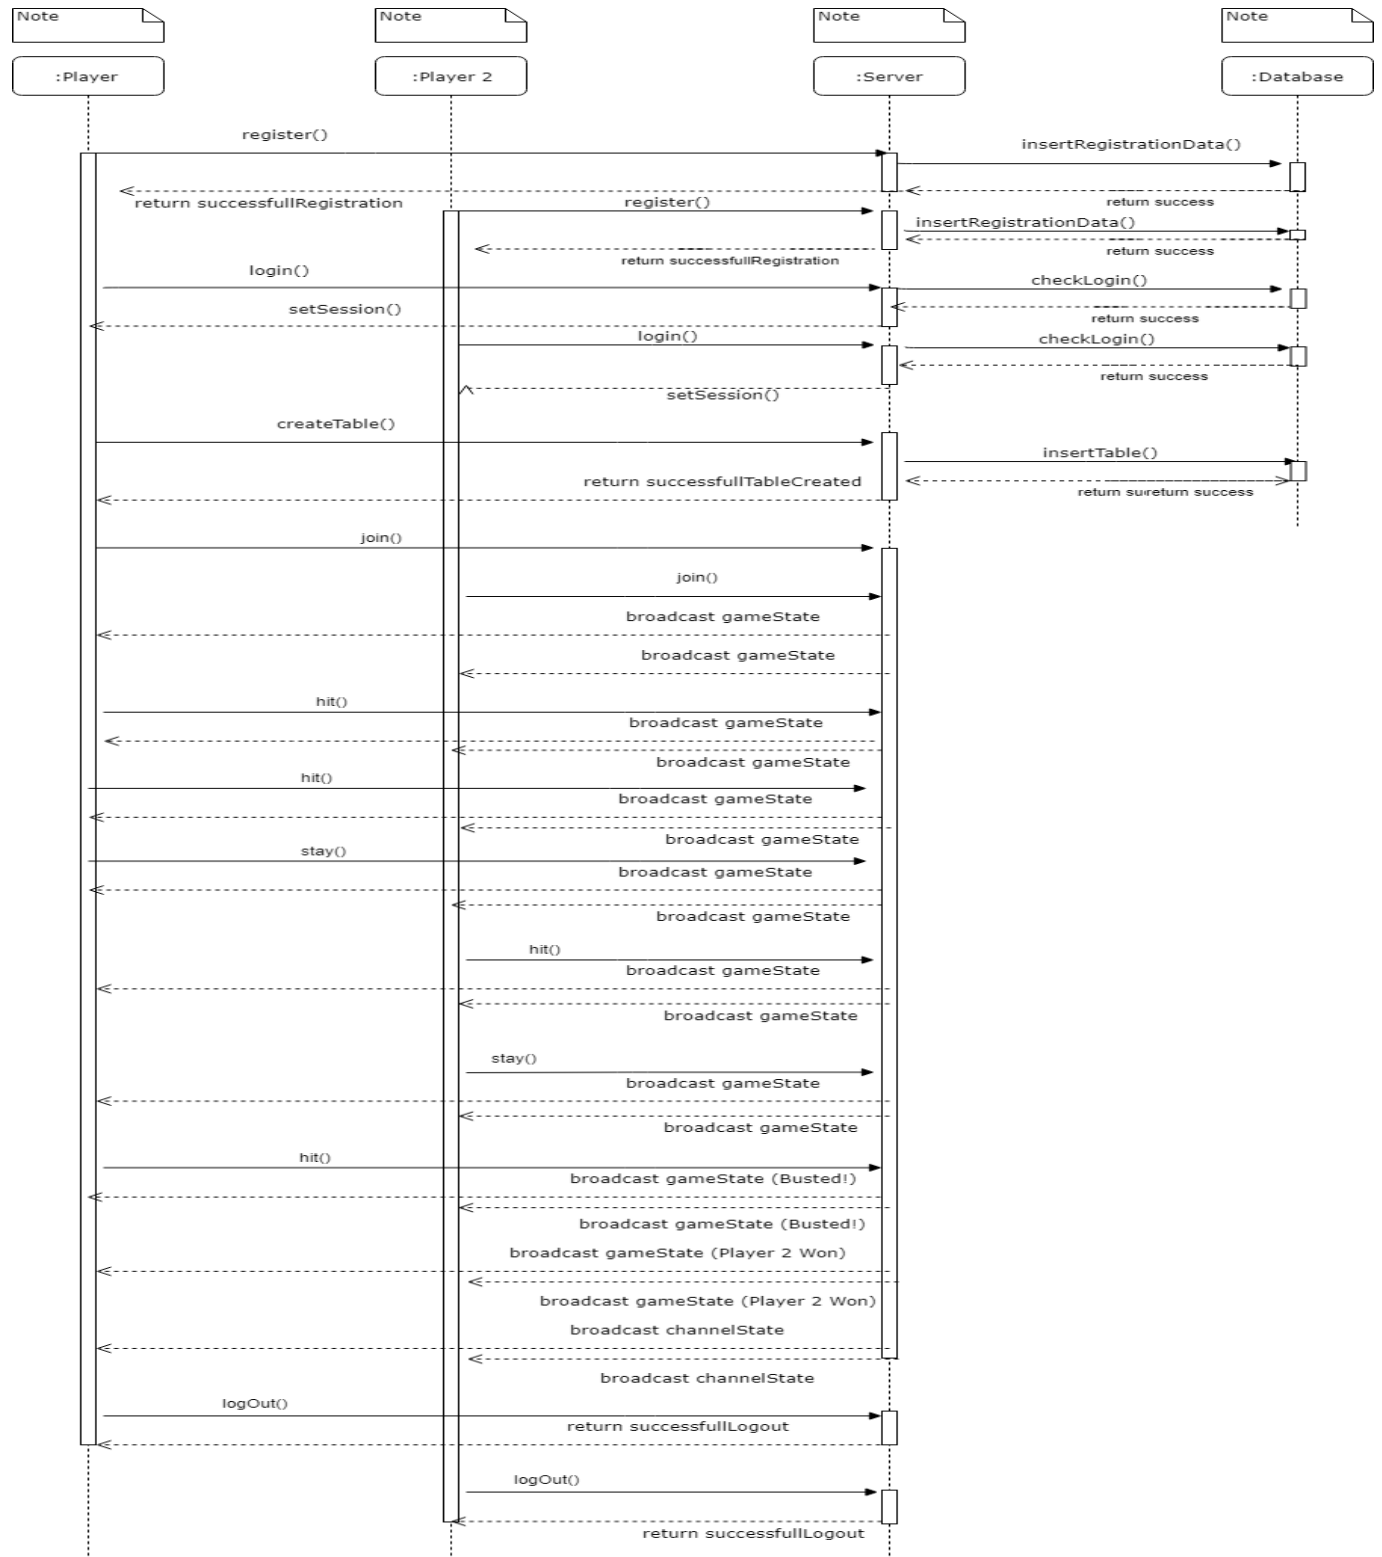 Note
Note
Note
Note
:Player
:Player 2
:Server
:Database
register()
insertRegistrationData()
return successfullRegistration
register()
return success
insertRegistrationData()
return successfullRegistration
return success
login()
checkLogin()
setSession()
return success
login()
checkLogin()
setSession()
return success
createTable()
insertTable()
return successfullTableCreated
return su
return success
join()
join()
broadcast gameState
broadcast gameState
hit()
broadcast gameState
broadcast gameState
hit()
broadcast gameState
broadcast gameState
stay()
broadcast gameState
broadcast gameState
hit()
broadcast gameState
broadcast gameState
stay()
broadcast gameState
broadcast gameState
hit()
broadcast gameState (Busted!)
broadcast gameState (Busted!)
broadcast gameState (Player 2 Won)
broadcast gameState (Player 2 Won)
broadcast channelState
broadcast channelState
logOut()
return successfullLogout
logOut()
return successfullLogout